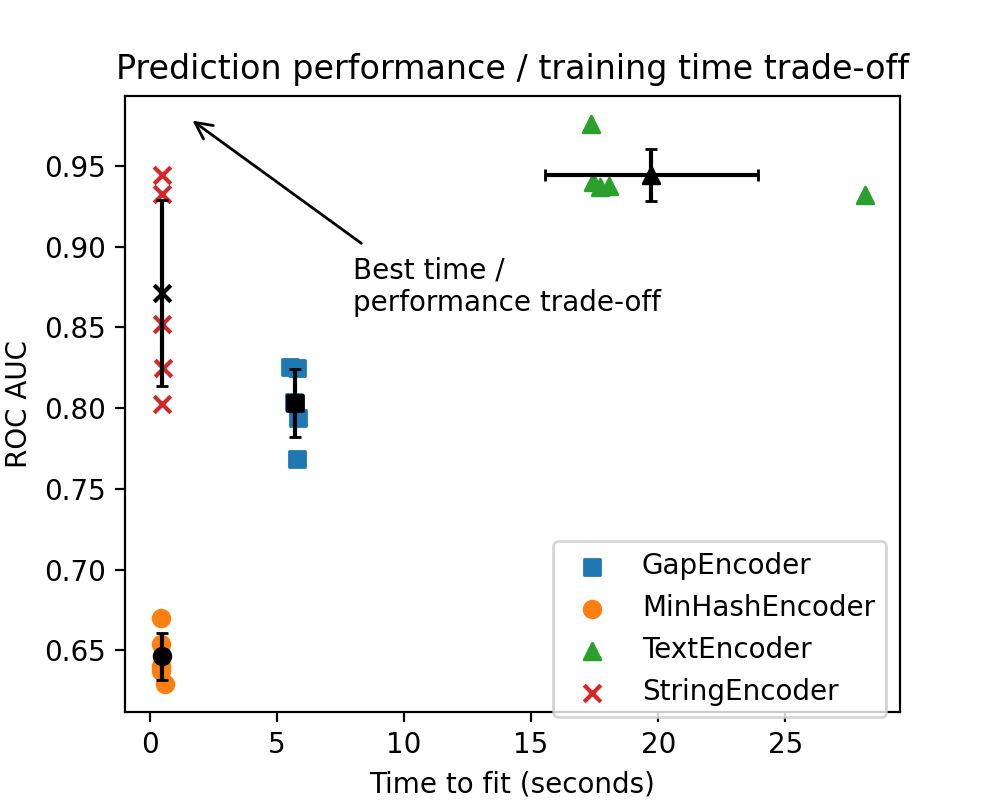 Prediction performance / training time trade-off
0.95
0.90
0.85
0.80
0.75
0.70
0.65
ROC AUC
Best time /
performance trade-off
GapEncoder
MinHashEncoder
TextEncoder
StringEncoder
0 5 10 15 20 25
Time to fit (seconds)